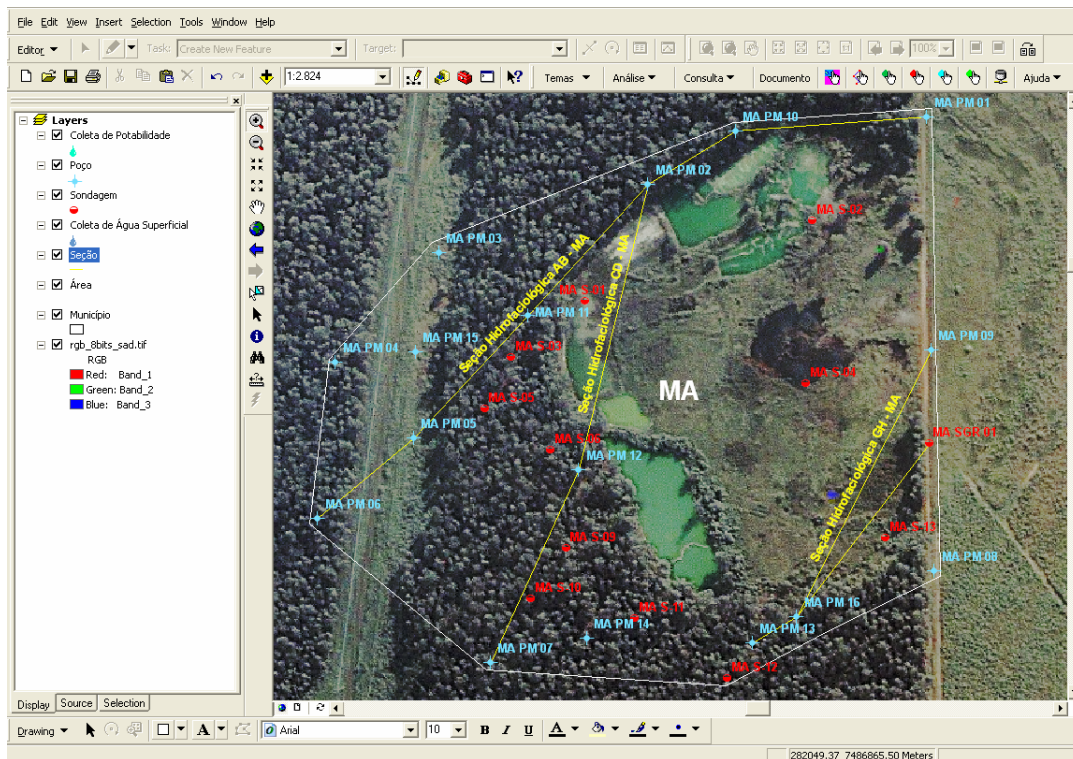 File Edit View Insert Selection Tools Window Help
Editor Task: Create New Feature Target: 100%
1:2.824 Temas Análise Consulta Documento Ajuda
Layers
Coleta de Potabilidade
Poço
Sondagem
Coleta de Água Superficial
Seção
Área
Município
rgb_8bits_sad.tif
RGB
Red: Band_1
Green: Band_2
Blue: Band_3
MA PM 01
MA PM 10
MA PM 02
MA S-02
MA PM 03
Seção Hidrofaciológica AB - MA
Seção Hidrofaciológica CD - MA
MA S-01
MA PM 11
MA PM 15
MA PM 04
MA S-03
MA PM 09
MA S-04
MA
MA S-05
Seção Hidrofaciológica GH - MA
MA PM 05
MA S-06
MA SGR 01
MA PM 12
MA PM 06
MA S-09
MA S-13
MA PM 08
MA S-10
MA S-11
MA PM 16
MA PM 14
MA PM 13
MA PM 07
MA S-12
Display Source Selection
Drawing A Arial 10 B I U A
282049,37 7486865,50 Meters